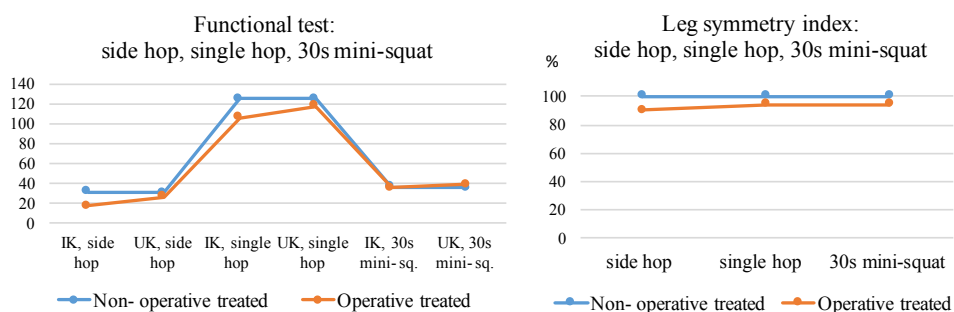 Functional test:
side hop, single hop, 30s mini-squat
140
120
100
80
60
40
20
0
IK, side hop
UK, side hop
IK, single hop
UK, single hop
IK, 30s mini- sq.
UK, 30s mini- sq.
Non- operative treated
Operative treated
Leg symmetry index:
side hop, single hop, 30s mini-squat
%
100
80
60
40
20
0
side hop
single hop
30s mini-squat
Non- operative treated
Operative treated